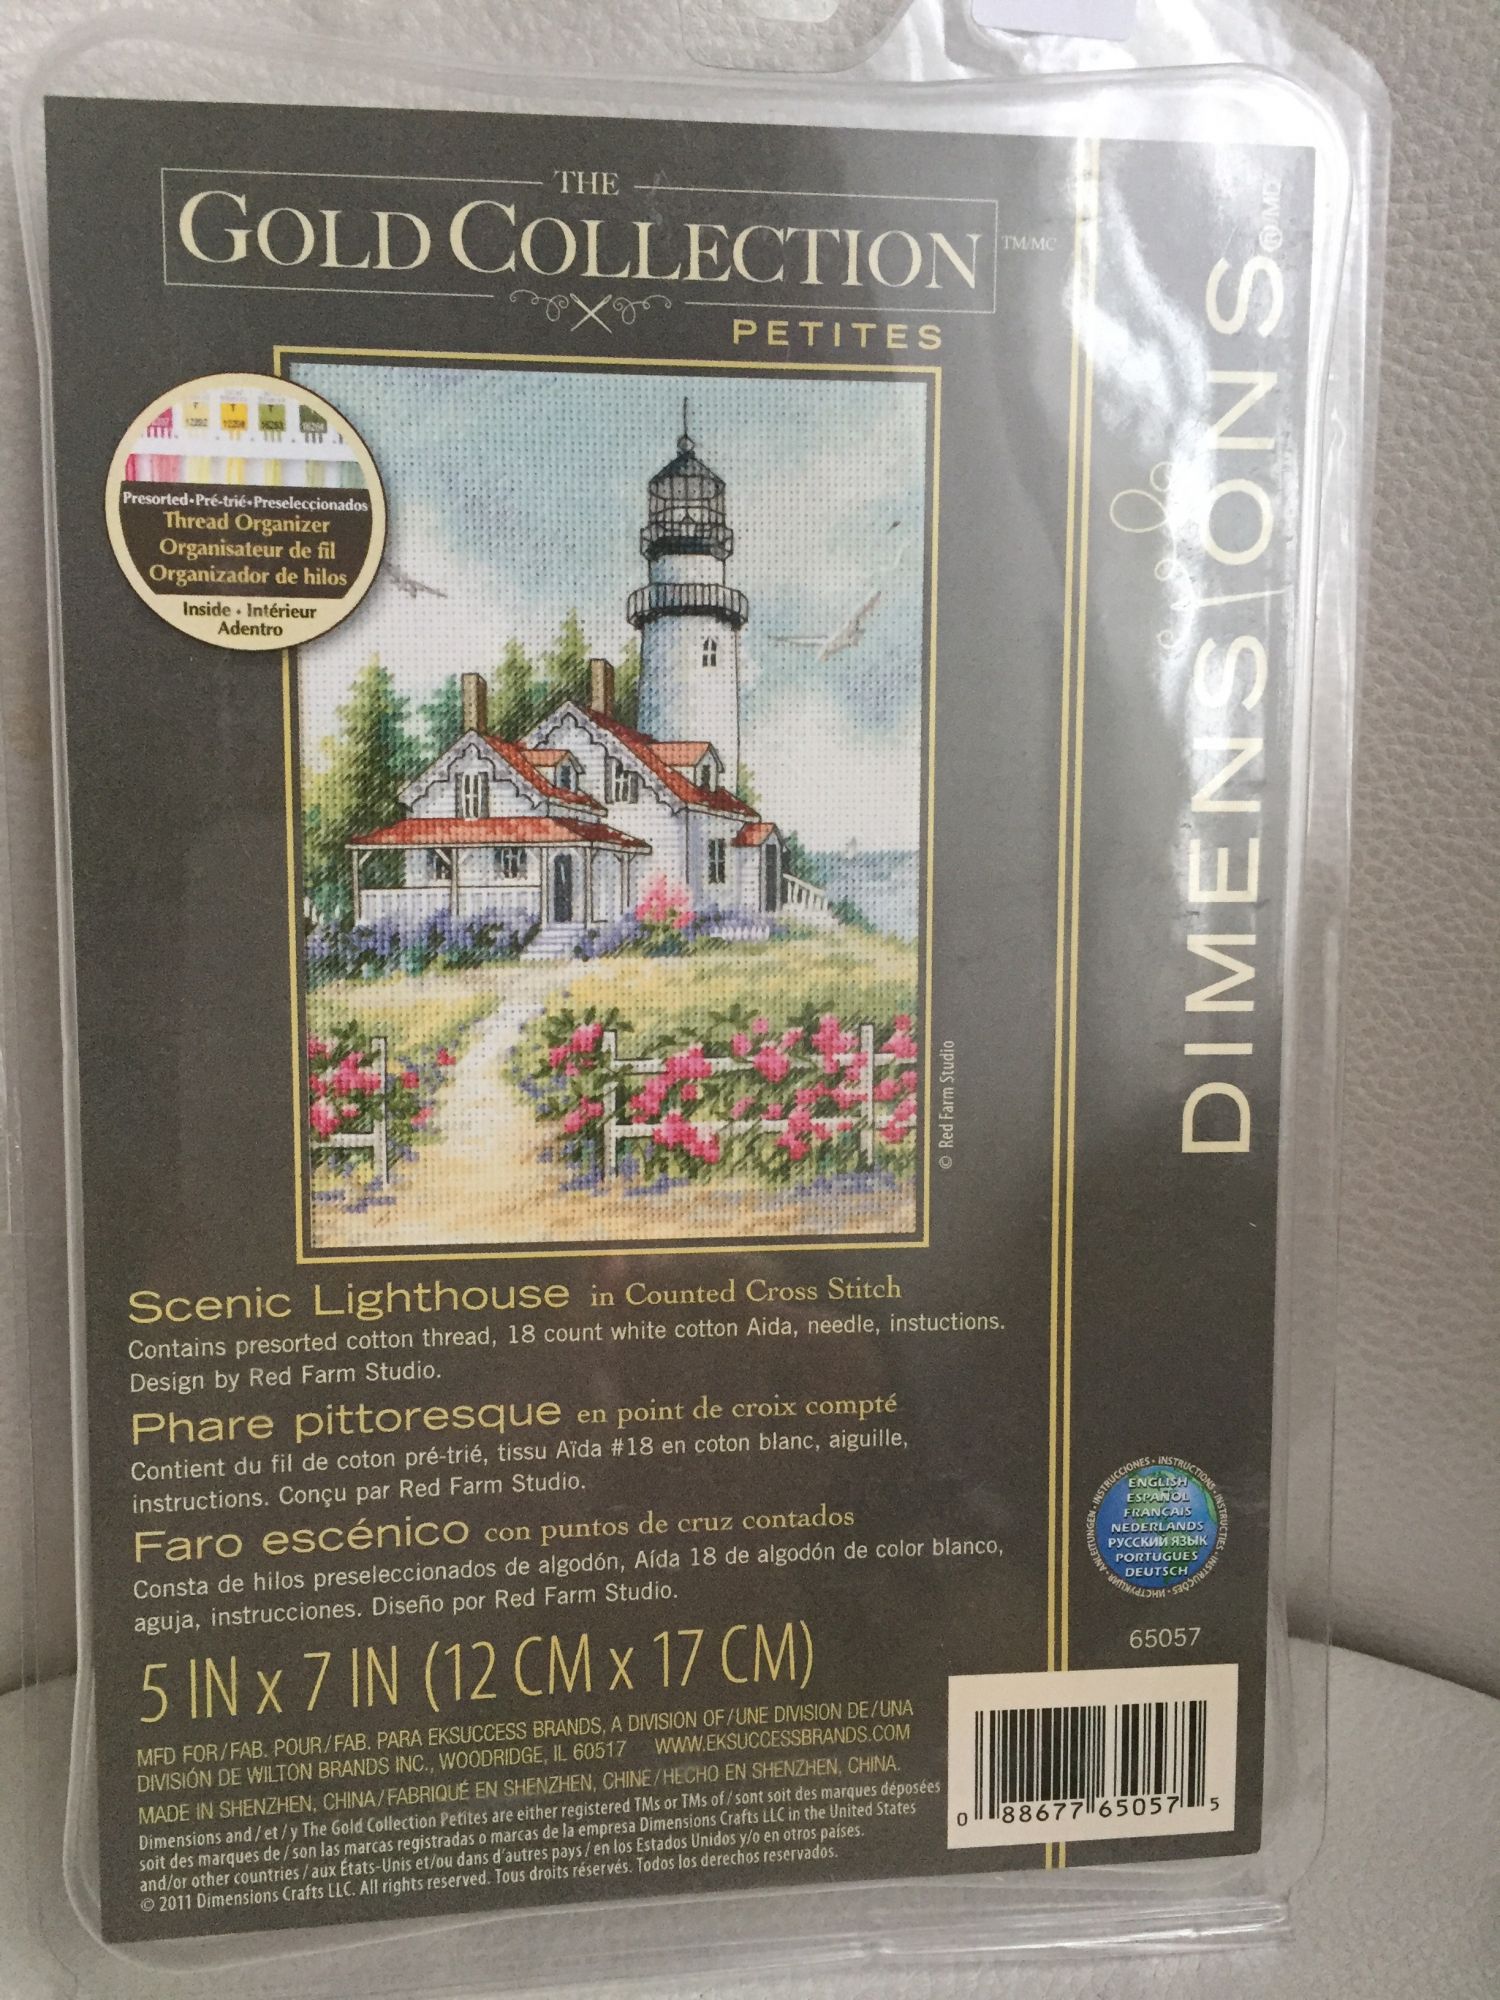 THE
GOLD COLLECTION TM/MC
PETITES
Presorted•Pré-trié•Preseleccionados
Thread Organizer
Organisateur de fil
Organizador de hilos
Inside • Intérieur
Adentro
DIMENSIONS ®/MD
© Red Farm Studio
Scenic Lighthouse in Counted Cross Stitch
Contains presorted cotton thread, 18 count white cotton Aida, needle, instuctions.
Design by Red Farm Studio.
Phare pittoresque en point de croix compté
Contient du fil de coton pré-trié, tissu Aïda #18 en coton blanc, aiguille,
instructions. Conçu par Red Farm Studio.
Faro escénico con puntos de cruz contados
Consta de hilos preseleccionados de algodón, Aída 18 de algodón de color blanco,
aguja, instrucciones. Diseño por Red Farm Studio.
5 IN x 7 IN (12 CM x 17 CM)
MFD FOR/FAB. POUR/FAB. PARA EKSUCCESS BRANDS, A DIVISION OF/UNE DIVISION DE/UNA
DIVISIÓN DE WILTON BRANDS INC., WOODRIDGE, IL 60517 WWW.EKSUCCESSBRANDS.COM
MADE IN SHENZHEN, CHINA/FABRIQUÉ EN SHENZHEN, CHINE/HECHO EN SHENZHEN, CHINA.
Dimensions and/et/y The Gold Collection Petites are either registered TMs or TMs of/sont soit des marques déposées
soit des marques de/son las marcas registradas o marcas de la empresa Dimensions Crafts LLC in the United States
and/or other countries/aux États-Unis et/ou dans d'autres pays/en los Estados Unidos y/o en otros países.
© 2011 Dimensions Crafts LLC. All rights reserved. Tous droits réservés. Todos los derechos reservados.
INSTRUCCIONES • INSTRUCTIONS • INSTRUCTIES • INSTRUÇÕES • ИНСТРУКЦИЯ • ANLEITUNGEN
ENGLISH
ESPAÑOL
FRANÇAIS
NEDERLANDS
РУССКИЙ ЯЗЫК
PORTUGUES
DEUTSCH
65057
0 88677 65057 5